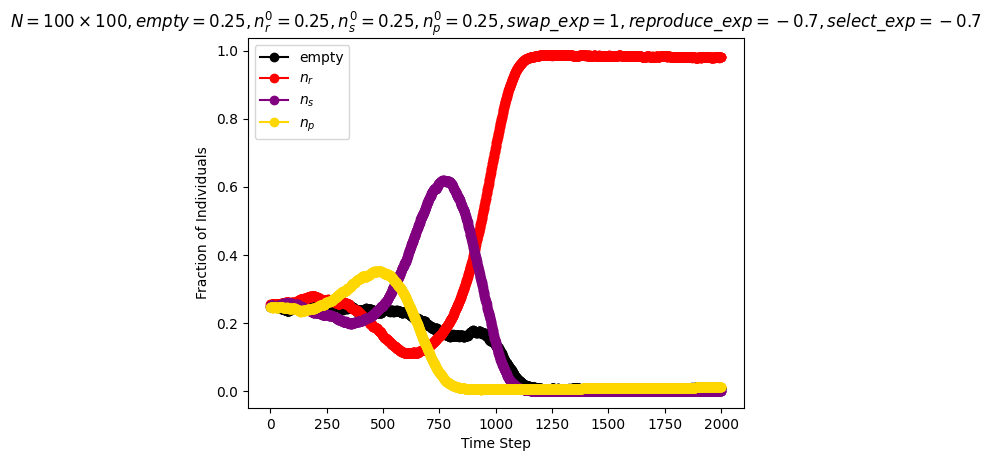 N = 100 × 100, empty = 0.25, n_r^0 = 0.25, n_s^0 = 0.25, n_p^0 = 0.25, swap_exp = 1, reproduce_exp = − 0.7, select_exp = − 0.7
1.0
0.8
0.6
0.4
0.2
0.0
Fraction of Individuals
empty
n_r
n_s
n_p
0 250 500 750 1000 1250 1500 1750 2000
Time Step